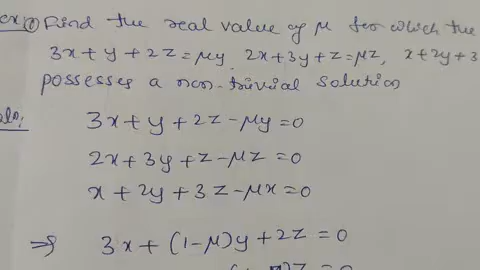 ex ① Find the real value of μ for which the
3x+y+2z=μy, 2x+3y+z=μz, x+2y+3
possesses a non-trivial solution
3x+y+2z-μy=0
2x+3y+z-μz=0
x+2y+3z-μx=0
⇒ 3x+(1-μ)y+2z=0